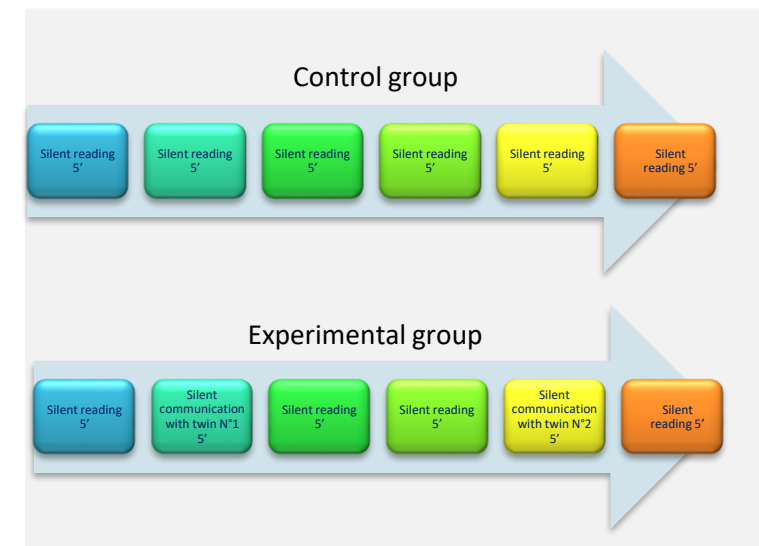 Control group
Silent reading
5'
Silent reading
5'
Silent reading
5'
Silent reading
5'
Silent reading
5'
Silent
reading 5'
Experimental group
Silent reading
5'
Silent
communication
with twin N°1
5'
Silent reading
5'
Silent reading
5'
Silent
communication
with twin N°2
5'
Silent
reading 5'